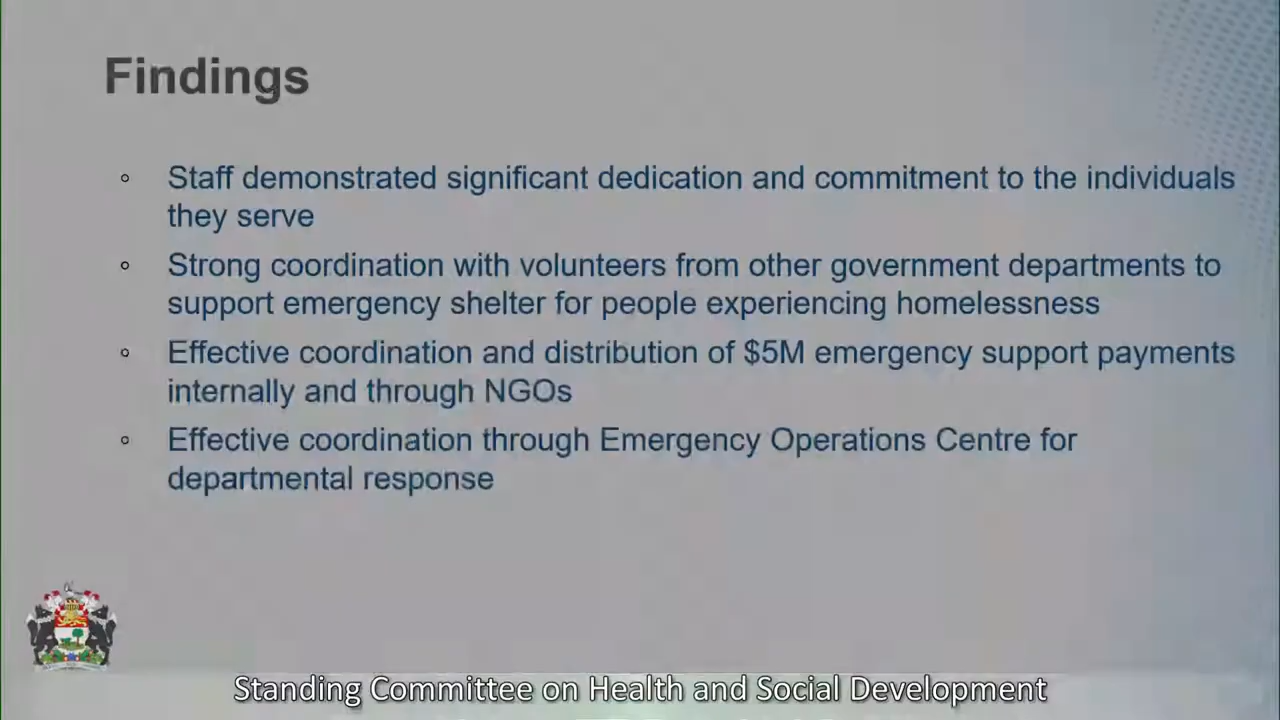 Findings
Staff demonstrated significant dedication and commitment to the individuals
they serve
Strong coordination with volunteers from other government departments to
support emergency shelter for people experiencing homelessness
Effective coordination and distribution of $5M emergency support payments
internally and through NGOs
Effective coordination through Emergency Operations Centre for
departmental response
Standing Committee on Health and Social Development